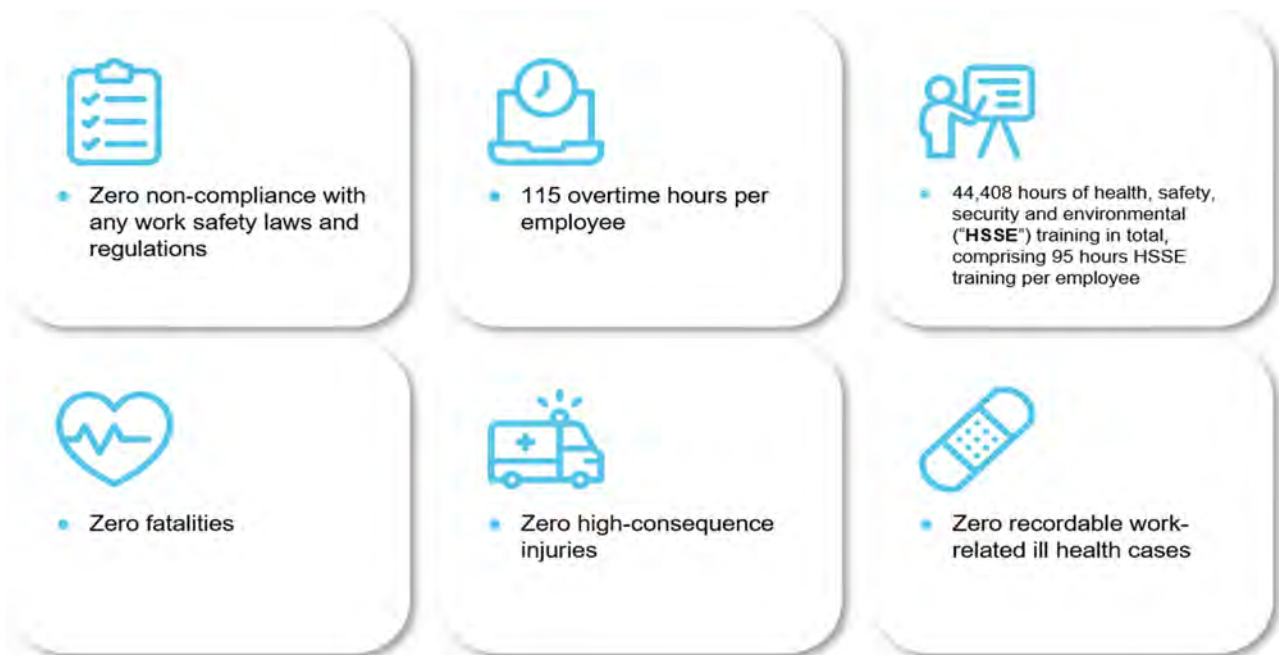 • Zero non-compliance with
any work safety laws and
regulations
• 115 overtime hours per
employee
• 44,408 hours of health, safety,
security and environmental
("HSSE") training in total,
comprising 95 hours HSSE
training per employee
• Zero fatalities
• Zero high-consequence
injuries
• Zero recordable work-
related ill health cases